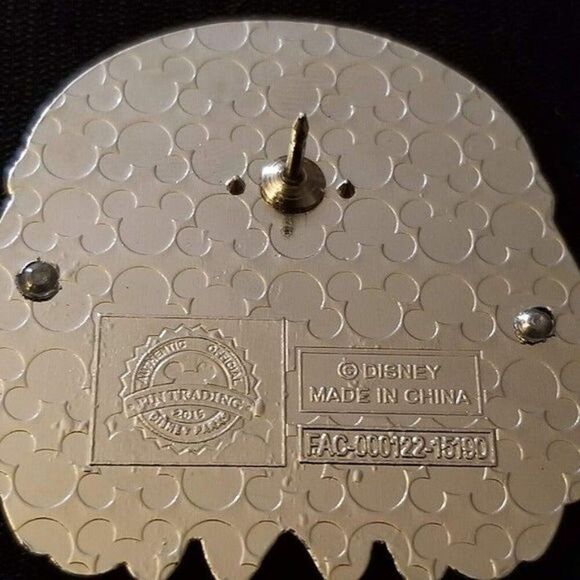 AUTHENTIC OFFICIAL
PIN TRADING
2015
DISNEY PARKS
© DISNEY
MADE IN CHINA
FAC-000122-15190